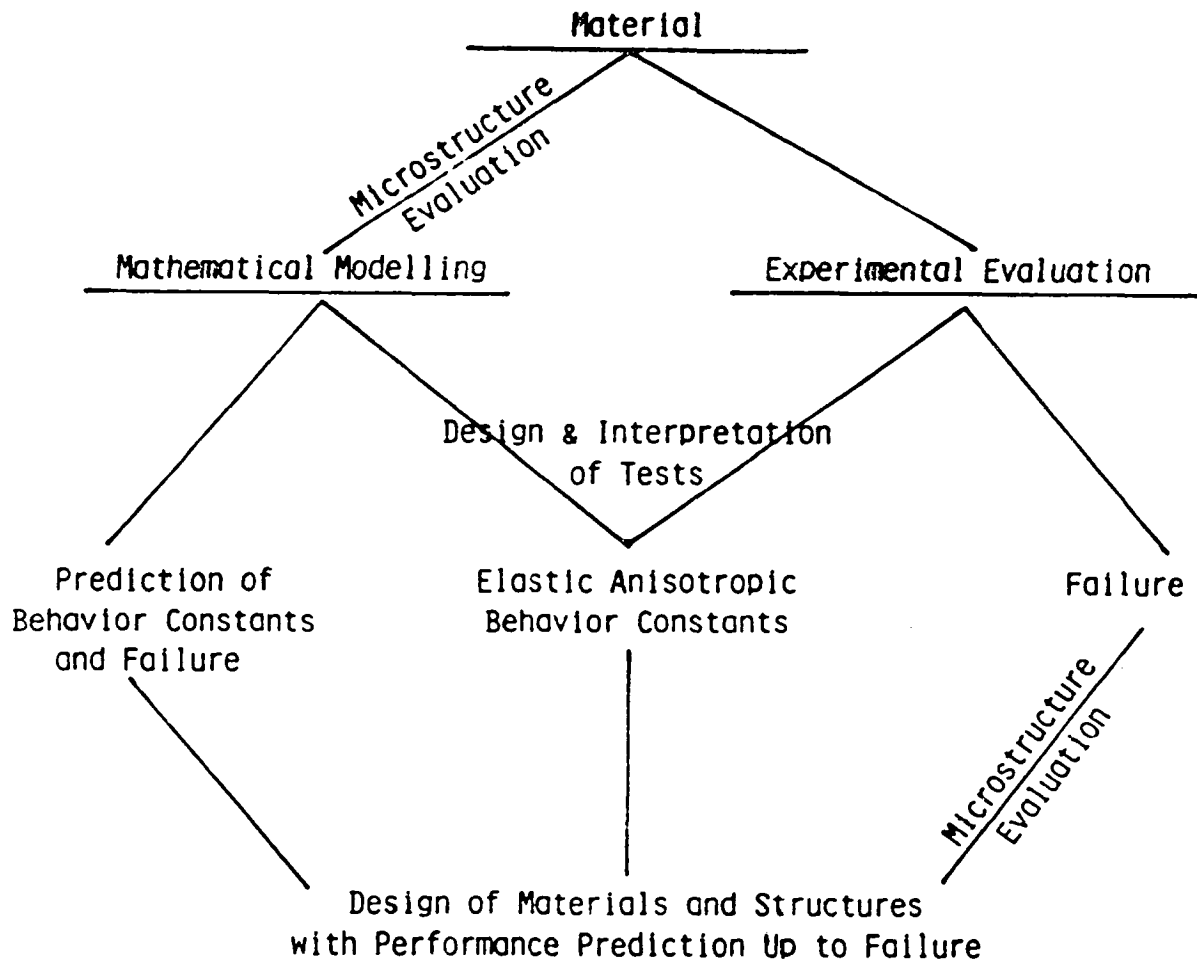 Material
Microstructure
Evaluation
Mathematical Modelling
Experimental Evaluation
Design & Interpretation
of Tests
Prediction of
Behavior Constants
and Failure
Elastic Anisotropic
Behavior Constants
Failure
Microstructure
Evaluation
Design of Materials and Structures
with Performance Prediction Up to Failure